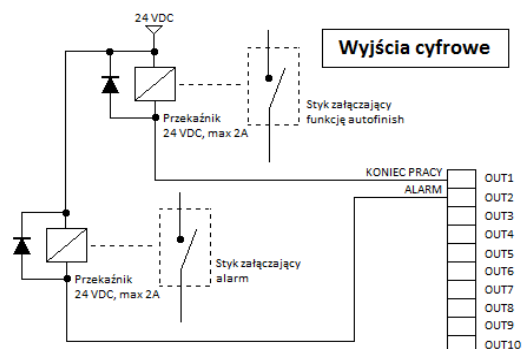 24 VDC
Wyjścia cyfrowe
Styk załączający
funkcję autofinish
Przekaźnik
24 VDC, max 2A
KONIEC PRACY
OUT1
ALARM
OUT2
OUT3
OUT4
OUT5
OUT6
OUT7
OUT8
OUT9
OUT10
Styk załączający
alarm
Przekaźnik
24 VDC, max 2A